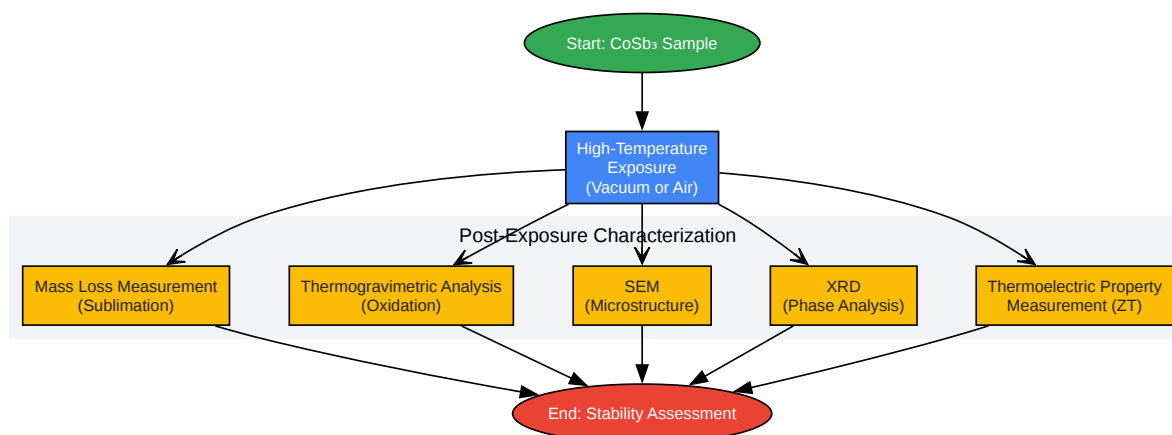 Start: CoSb₃ Sample
High-Temperature
Exposure
(Vacuum or Air)
Post-Exposure Characterization
Mass Loss Measurement
(Sublimation)
Thermogravimetric Analysis
(Oxidation)
SEM
(Microstructure)
XRD
(Phase Analysis)
Thermoelectric Property
Measurement (ZT)
End: Stability Assessment